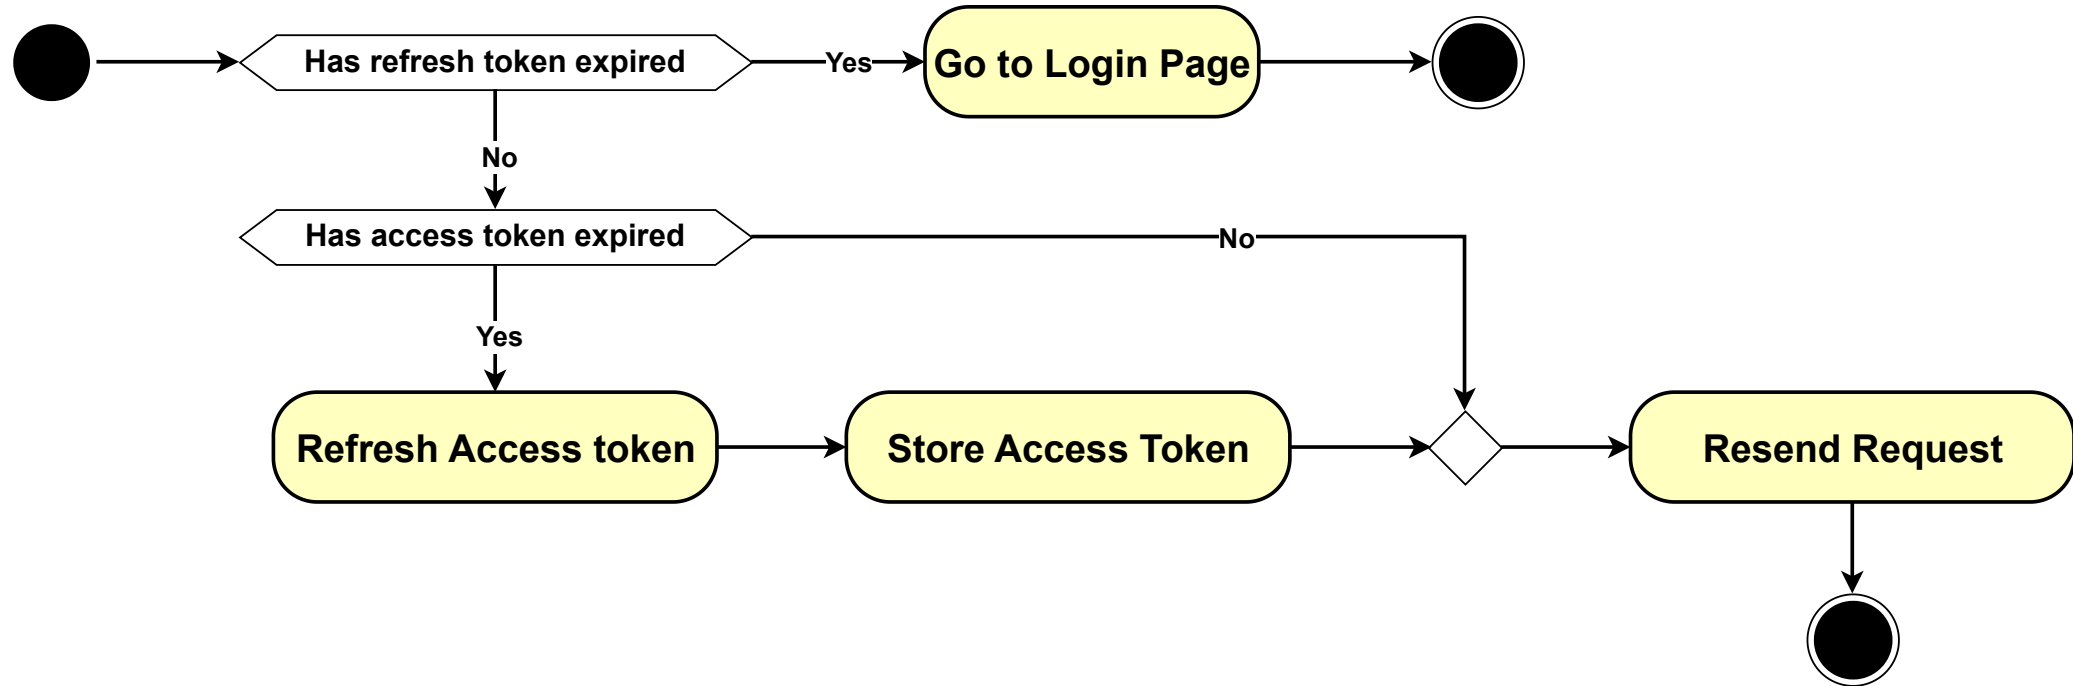 Has refresh token expired
Yes
Go to Login Page
No
Has access token expired
No
Yes
Refresh Access token
Store Access Token
Resend Request